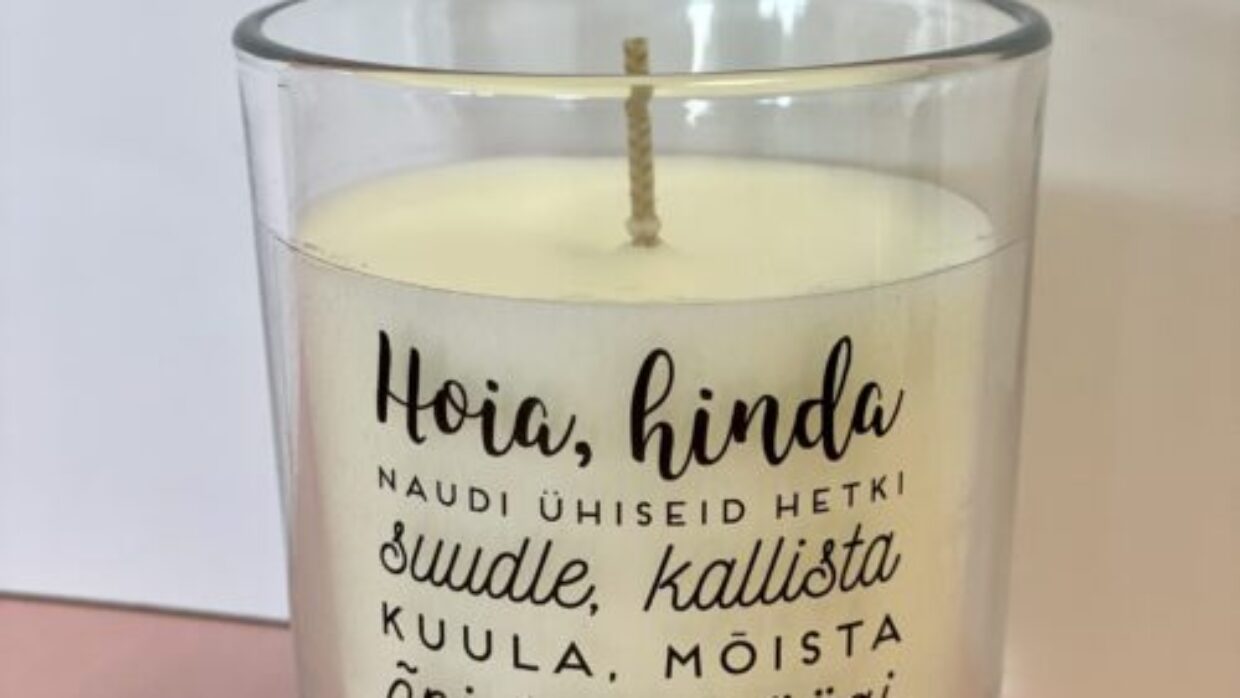 Hoia, hinda
NAUDI ÜHISEID HETKI
suudle, kallista
KUULA, MÕISTA